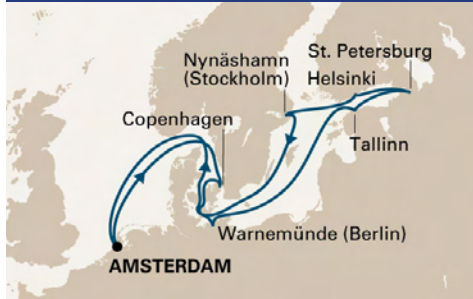 Nynäshamn
(Stockholm)
St. Petersburg
Helsinki
Copenhagen
Tallinn
Warnemünde (Berlin)
AMSTERDAM